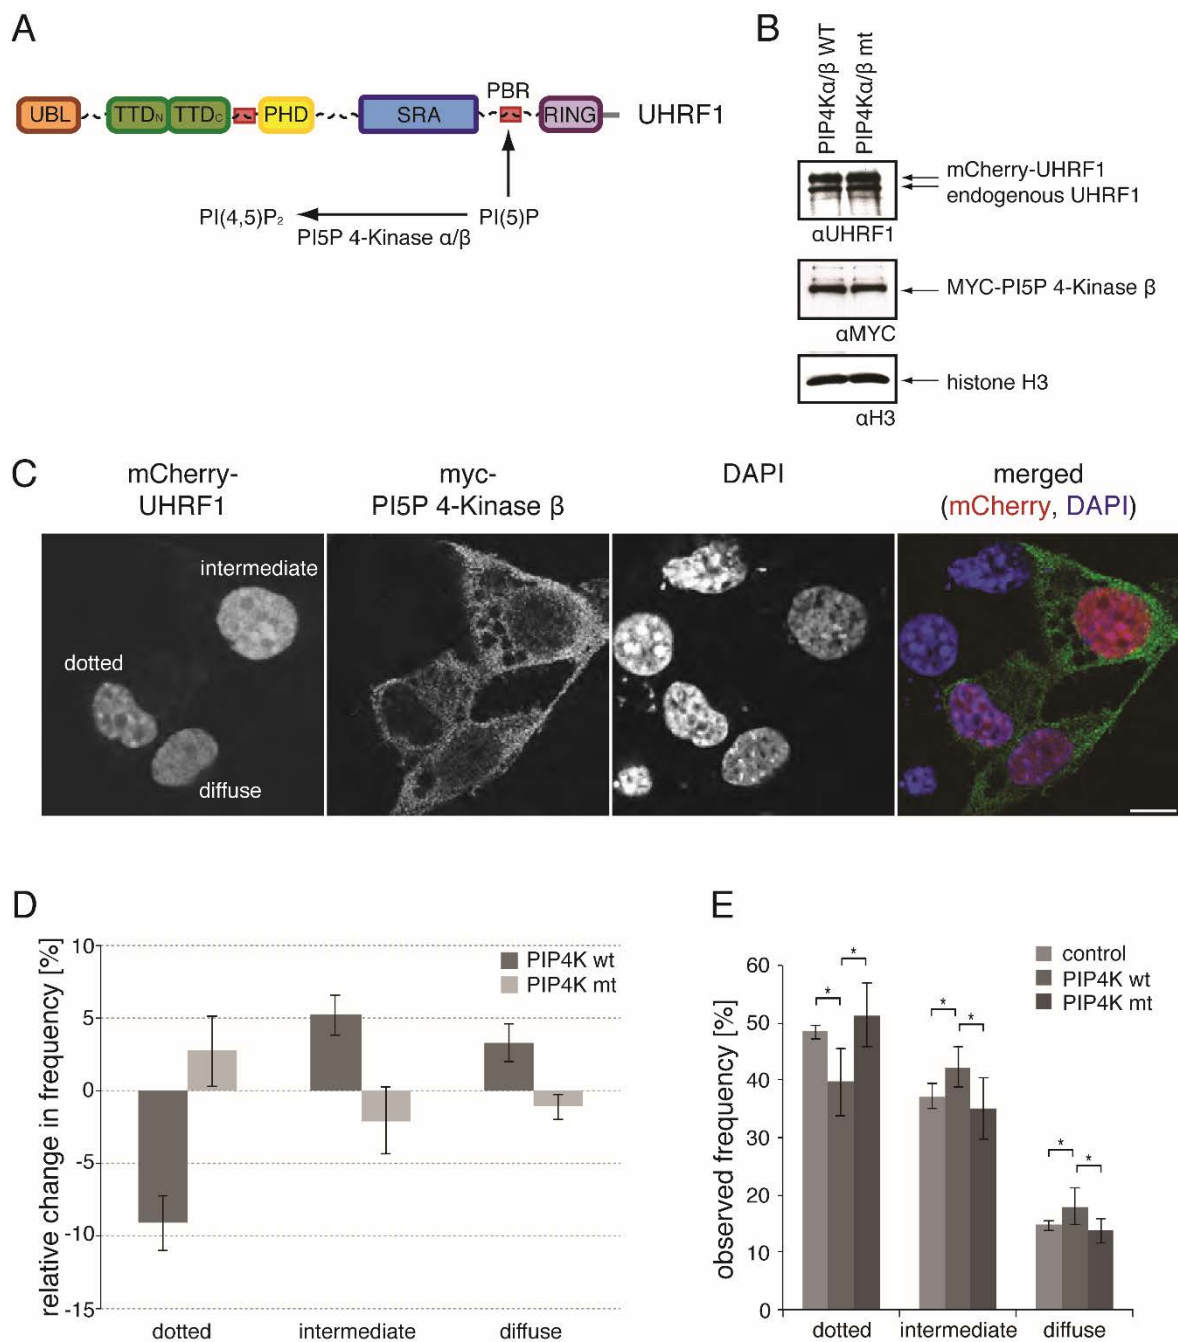 A
UBL
TTDN
TTDC
PHD
SRA
PBR
RING
UHRF1
PI(4,5)P2
PI5P 4-Kinase α/β
PI(5)P
B
PIP4Kα/β WT
PIP4Kα/β mt
mCherry-UHRF1
endogenous UHRF1
αUHRF1
MYC-PI5P 4-Kinase β
αMYC
histone H3
αH3
C
mCherry-
UHRF1
myc-
PI5P 4-Kinase β
DAPI
merged
(mCherry, DAPI)
intermediate
dotted
diffuse
D
relative change in frequency [%]
10
5
0
-5
-10
-15
PIP4K wt
PIP4K mt
dotted
intermediate
diffuse
E
observed frequency [%]
60
50
40
30
20
10
0
control
PIP4K wt
PIP4K mt
*
*
*
*
*
*
dotted
intermediate
diffuse